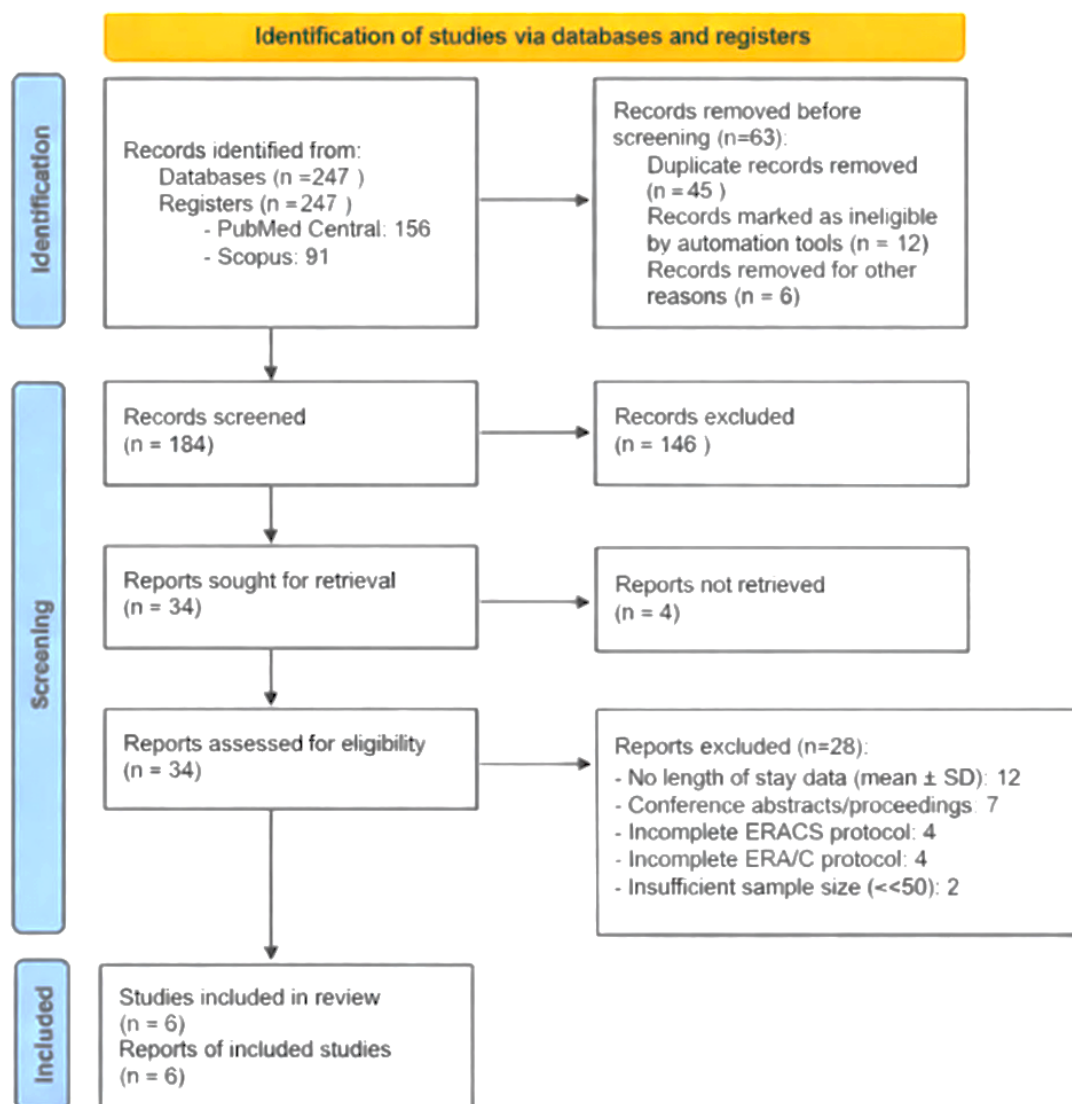 Identification of studies via databases and registers
Identification
Records identified from:
Databases (n =247 )
Registers (n =247 )
- PubMed Central: 156
- Scopus: 91
Records removed before
screening (n=63):
Duplicate records removed
(n = 45 )
Records marked as ineligible
by automation tools (n = 12)
Records removed for other
reasons (n = 6)
Screening
Records screened
(n = 184)
Records excluded
(n = 146 )
Reports sought for retrieval
(n = 34)
Reports not retrieved
(n = 4)
Reports assessed for eligibility
(n = 34)
Reports excluded (n=28):
- No length of stay data (mean ± SD): 12
- Conference abstracts/proceedings: 7
- Incomplete ERACS protocol: 4
- Incomplete ERA/C protocol: 4
- Insufficient sample size (<<50): 2
Included
Studies included in review
(n = 6)
Reports of included studies
(n = 6)